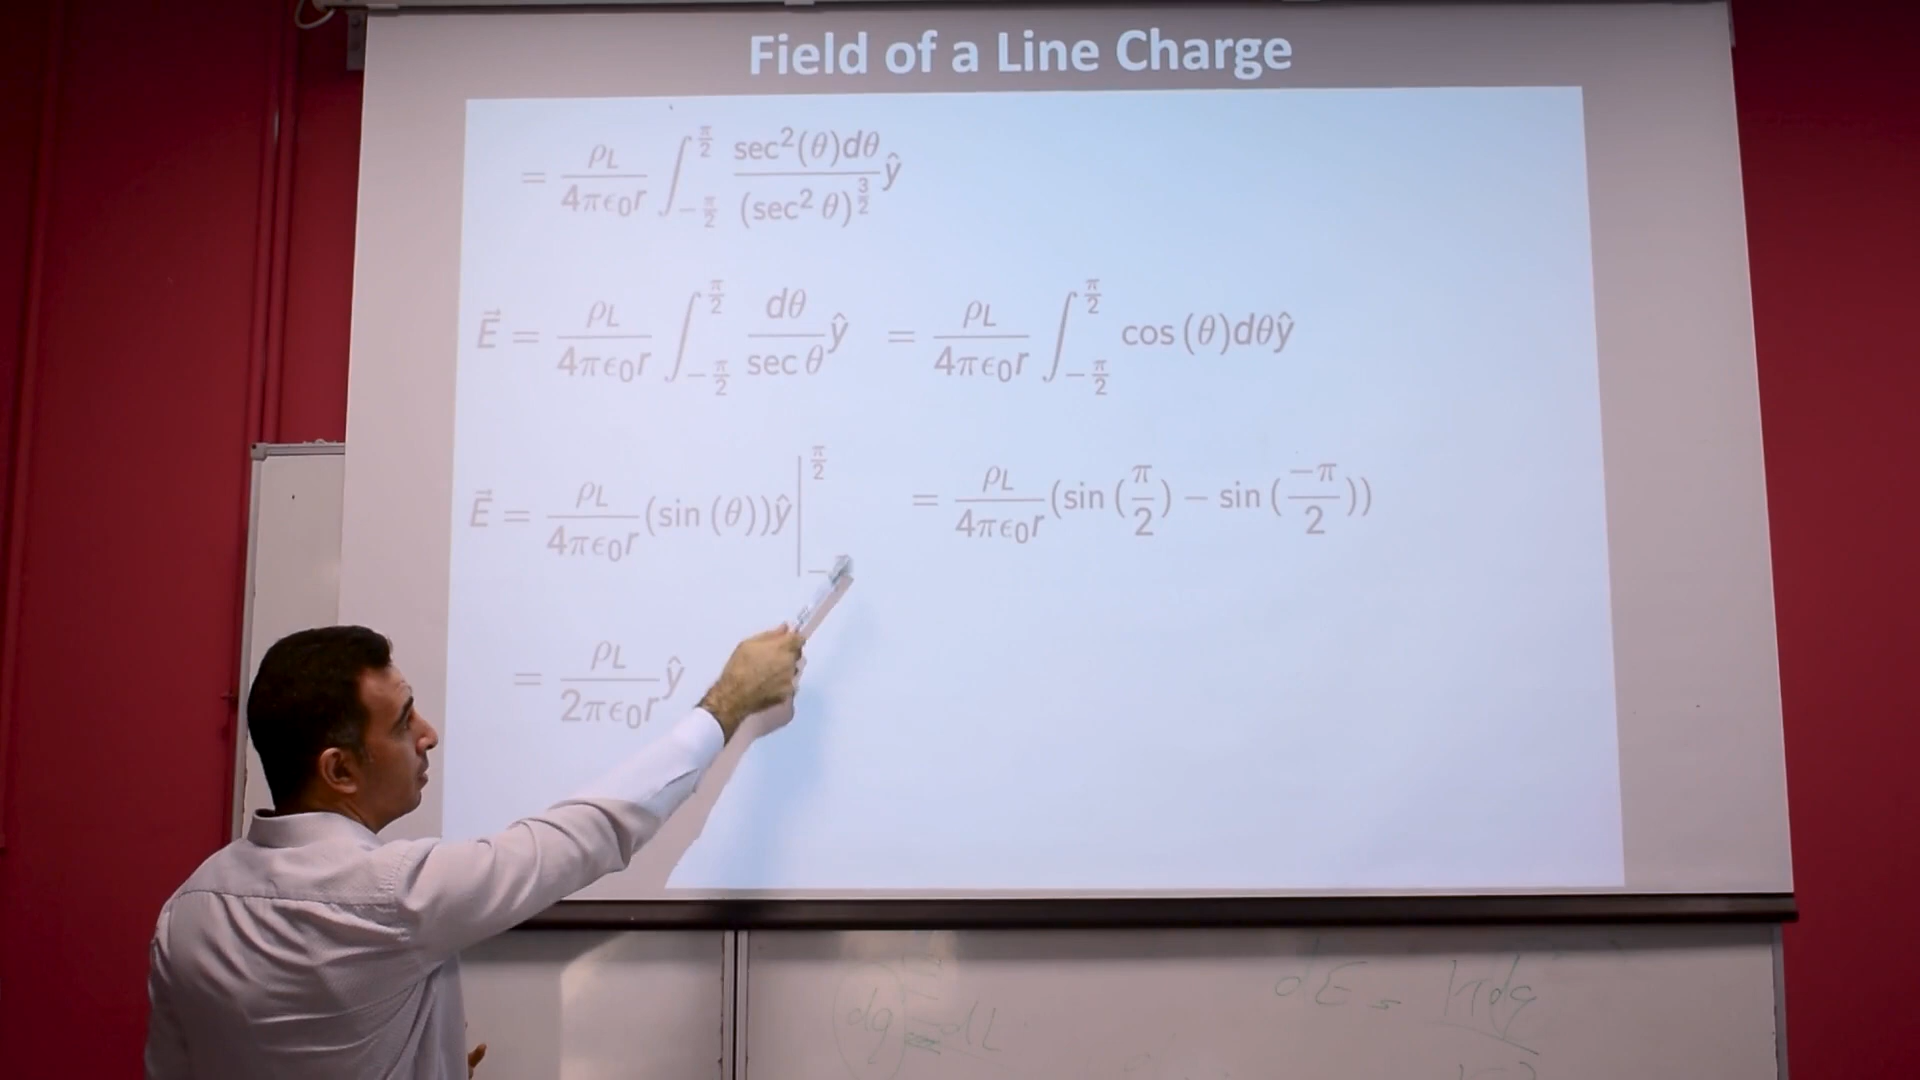 Field of a Line Charge
= ρL/4πϵ0r ∫_{-π/2}^{π/2} sec²(θ)dθ/(sec² θ)^{3/2} ŷ
E⃗ = ρL/4πϵ0r ∫_{-π/2}^{π/2} dθ/sec θ ŷ = ρL/4πϵ0r ∫_{-π/2}^{π/2} cos (θ)dθŷ
E⃗ = ρL/4πϵ0r (sin (θ))ŷ |_{-}^{π/2} = ρL/4πϵ0r (sin (π/2) − sin (−π/2))
= ρL/2πϵ0r ŷ
dE =
dq = dL